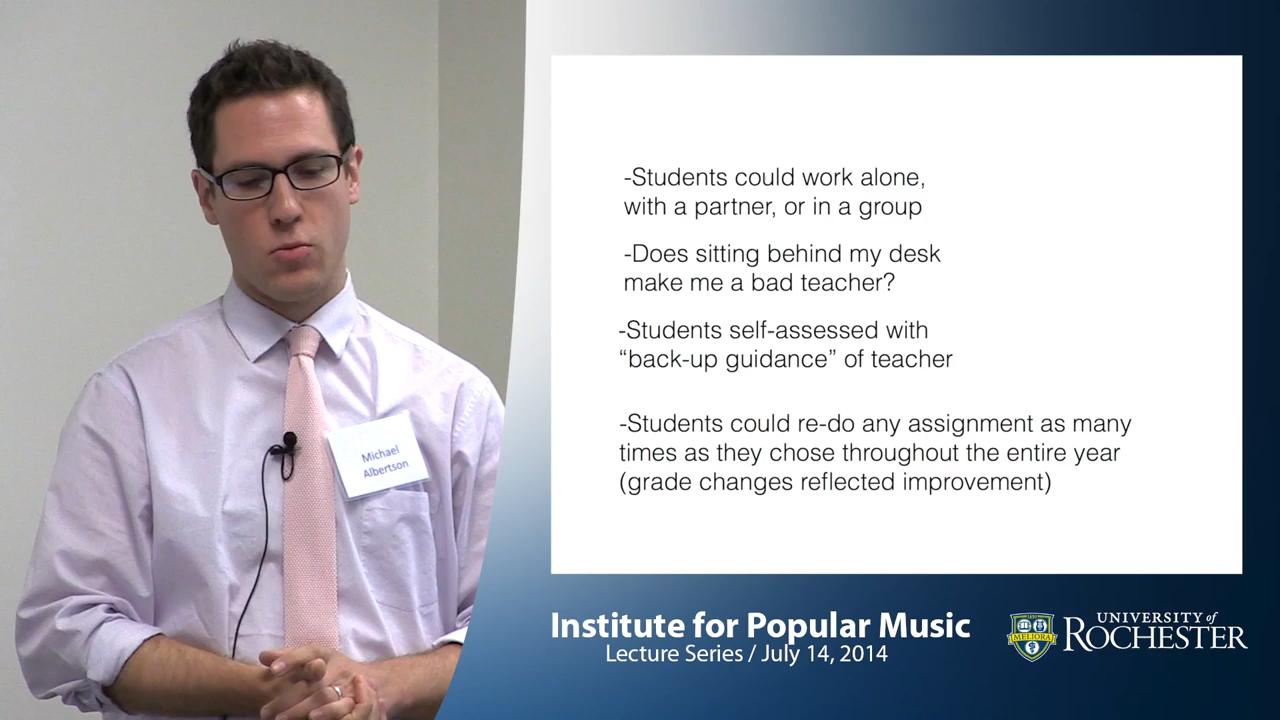 -Students could work alone,
with a partner, or in a group
-Does sitting behind my desk
make me a bad teacher?
-Students self-assessed with
“back-up guidance” of teacher
-Students could re-do any assignment as many
times as they chose throughout the entire year
(grade changes reflected improvement)
Michael
Albertson
Institute for Popular Music
Lecture Series / July 14, 2014
MELIORA
UNIVERSITY of
ROCHESTER